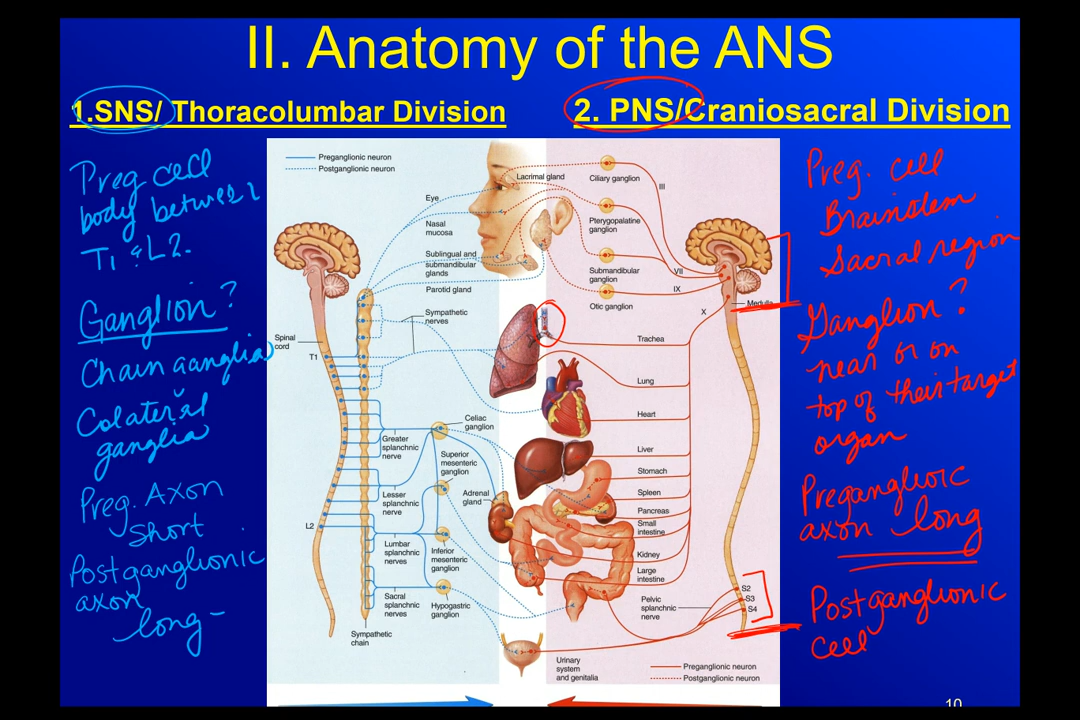 II. Anatomy of the ANS
1.SNS/ Thoracolumbar Division
2. PNS/Craniosacral Division
Preg cell
body between
T1 & L2.
Ganglion?
Chain ganglia
Colateral
ganglia
Preg. Axon
short
Postganglionic
axon
long-
Preganglionic neuron
Postganglionic neuron
Eye
Nasal
mucosa
Sublingual and
submandibular
glands
Parotid gland
Sympathetic
nerves
Spinal
cord
T1
L2
Greater
splanchnic
nerve
Lesser
splanchnic
nerve
Lumbar
splanchnic
nerves
Sacral
splanchnic
nerves
Sympathetic
chain
Celiac
ganglion
Superior
mesenteric
ganglion
Adrenal
gland
Inferior
mesenteric
ganglion
Hypogastric
ganglion
Lacrimal gland
Ciliary ganglion
III
Pterygopalatine
ganglion
Submandibular
ganglion
VII
IX
Otic ganglion
X
Medulla
Trachea
Lung
Heart
Liver
Stomach
Spleen
Pancreas
Small
intestine
Kidney
Large
intestine
Pelvic
splanchnic
nerve
S2
S3
S4
Urinary
system
and genitalia
Preganglionic neuron
Postganglionic neuron
Preg. cell
Brainstem
Sacral region
Ganglion?
near or on
top of their target
organ
Preganglionic
axon long
Postganglionic
cell
10